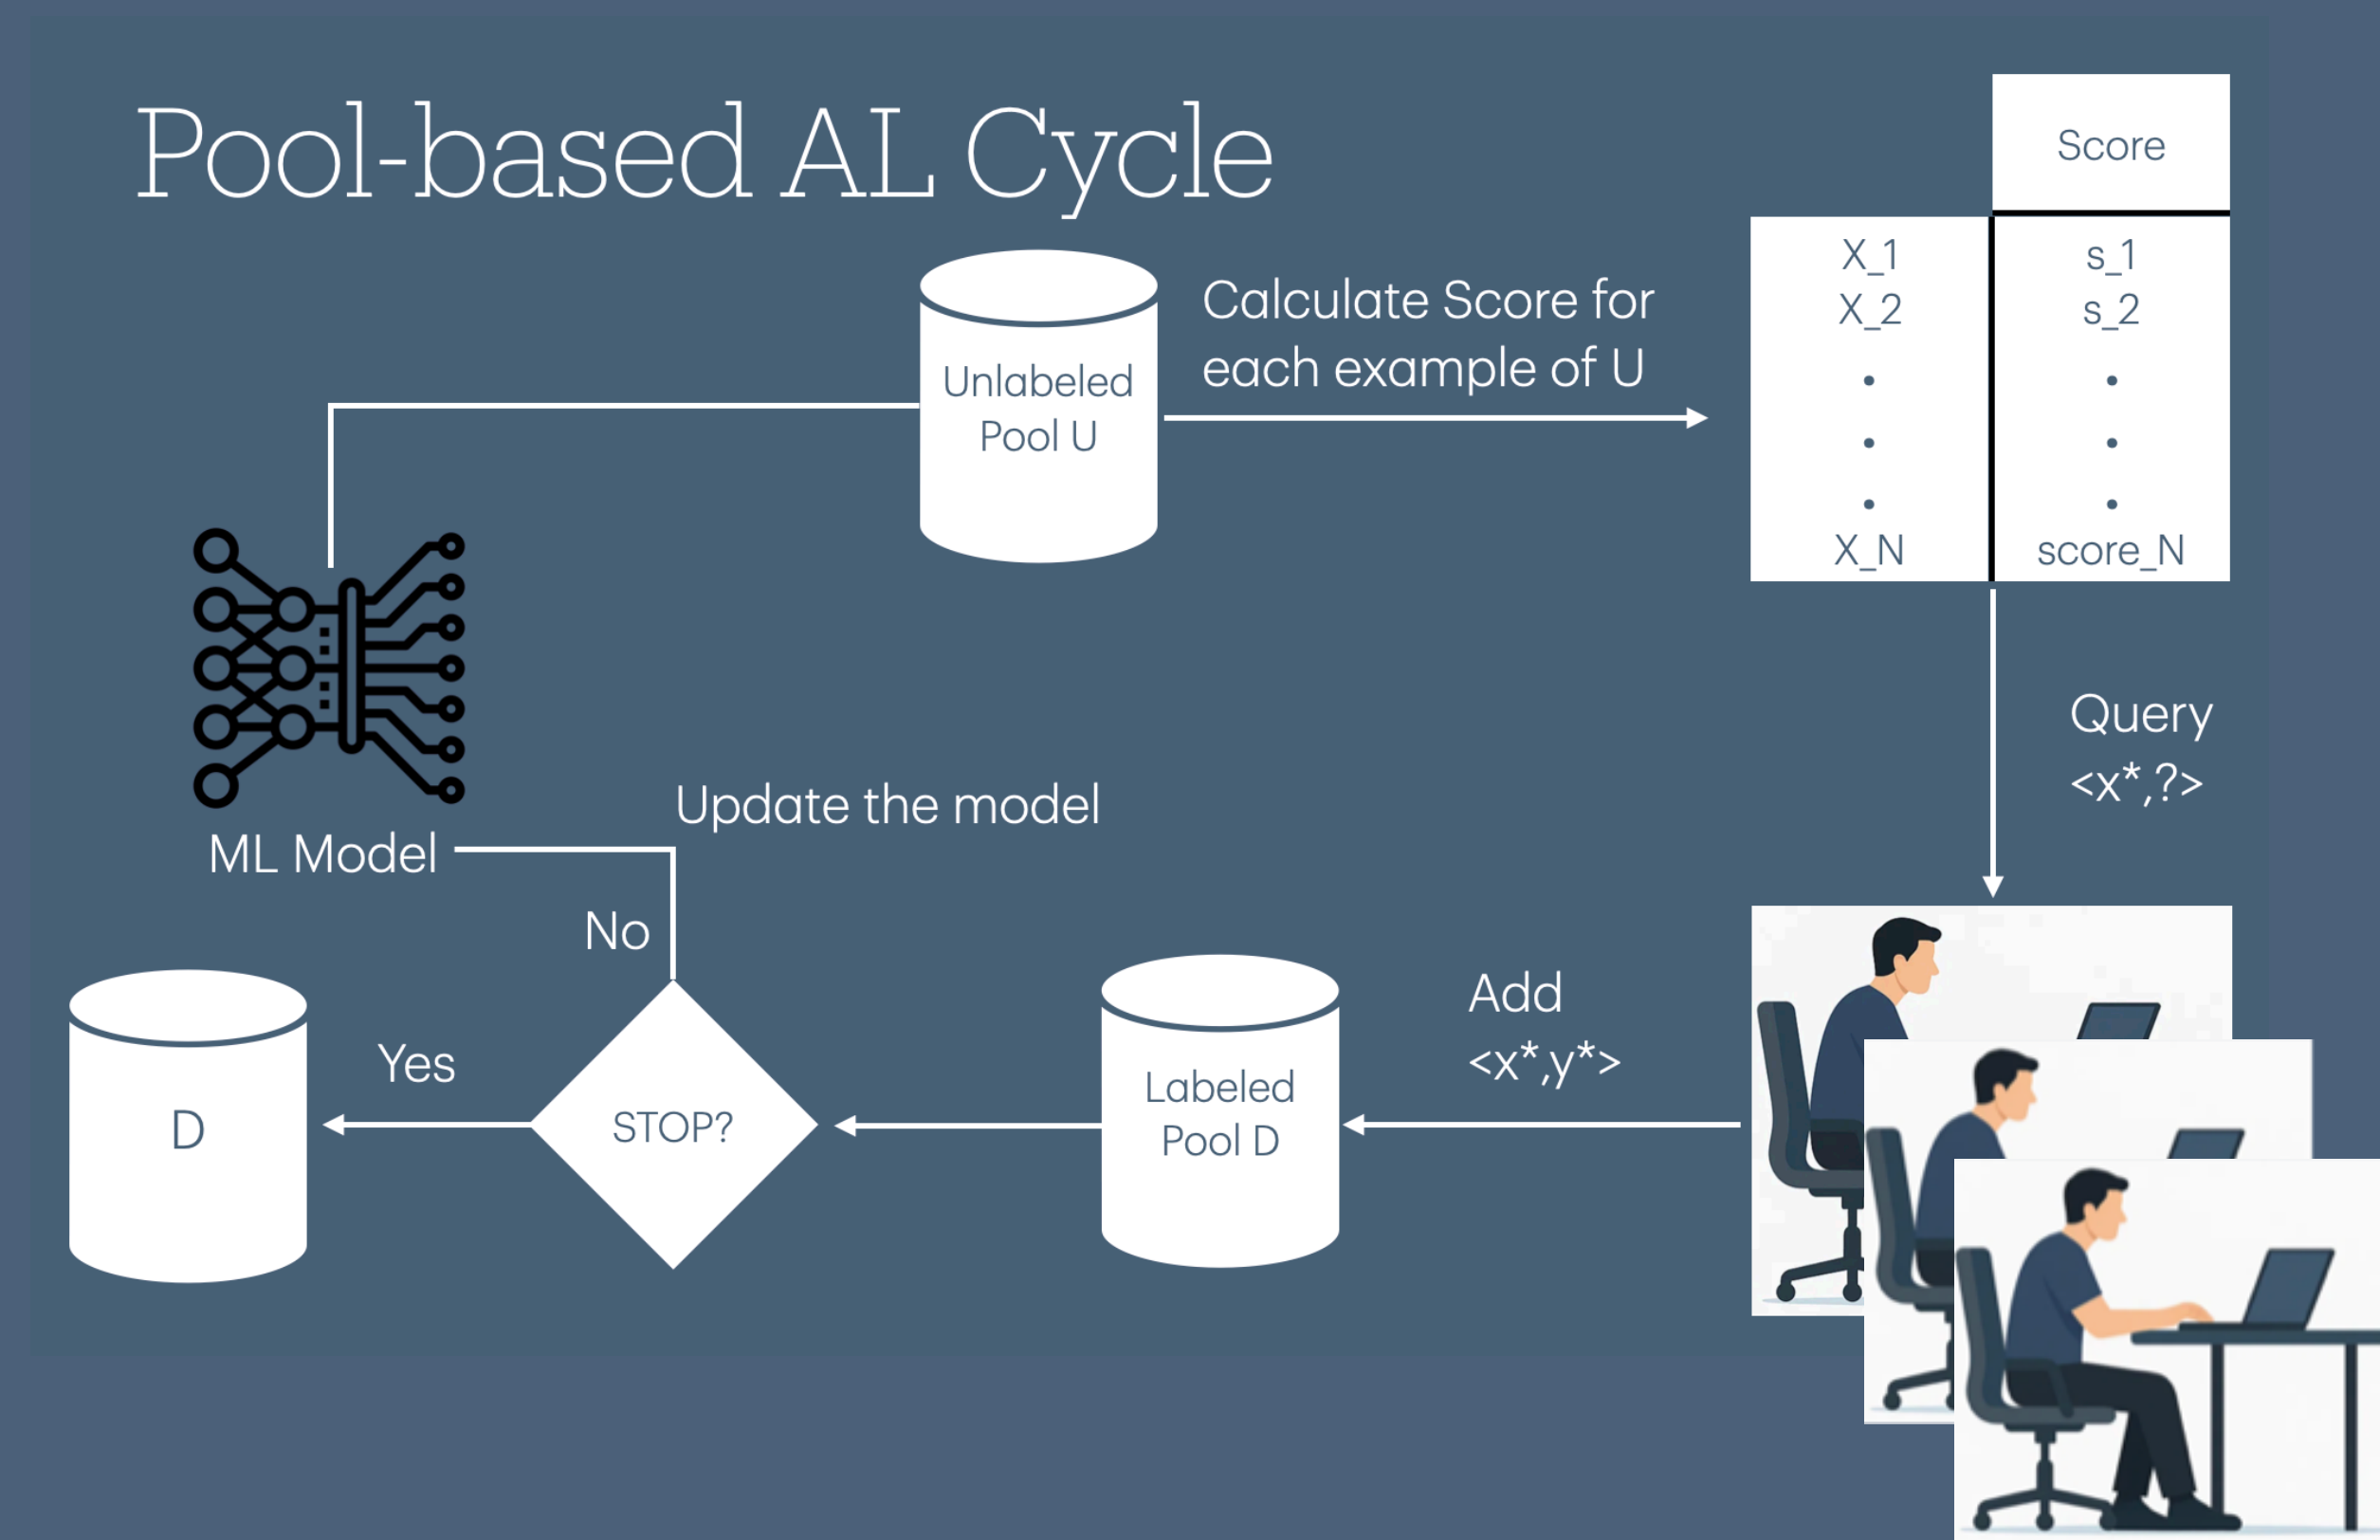 Pool-based AL Cycle
Score
X_1
s_1
X_2
s_2
X_N
score_N
Calculate Score for
each example of U
Unlabeled
Pool U
Query
<x*,?>
Update the model
ML Model
No
Add
<x*,y*>
Labeled
Pool D
STOP?
Yes
D